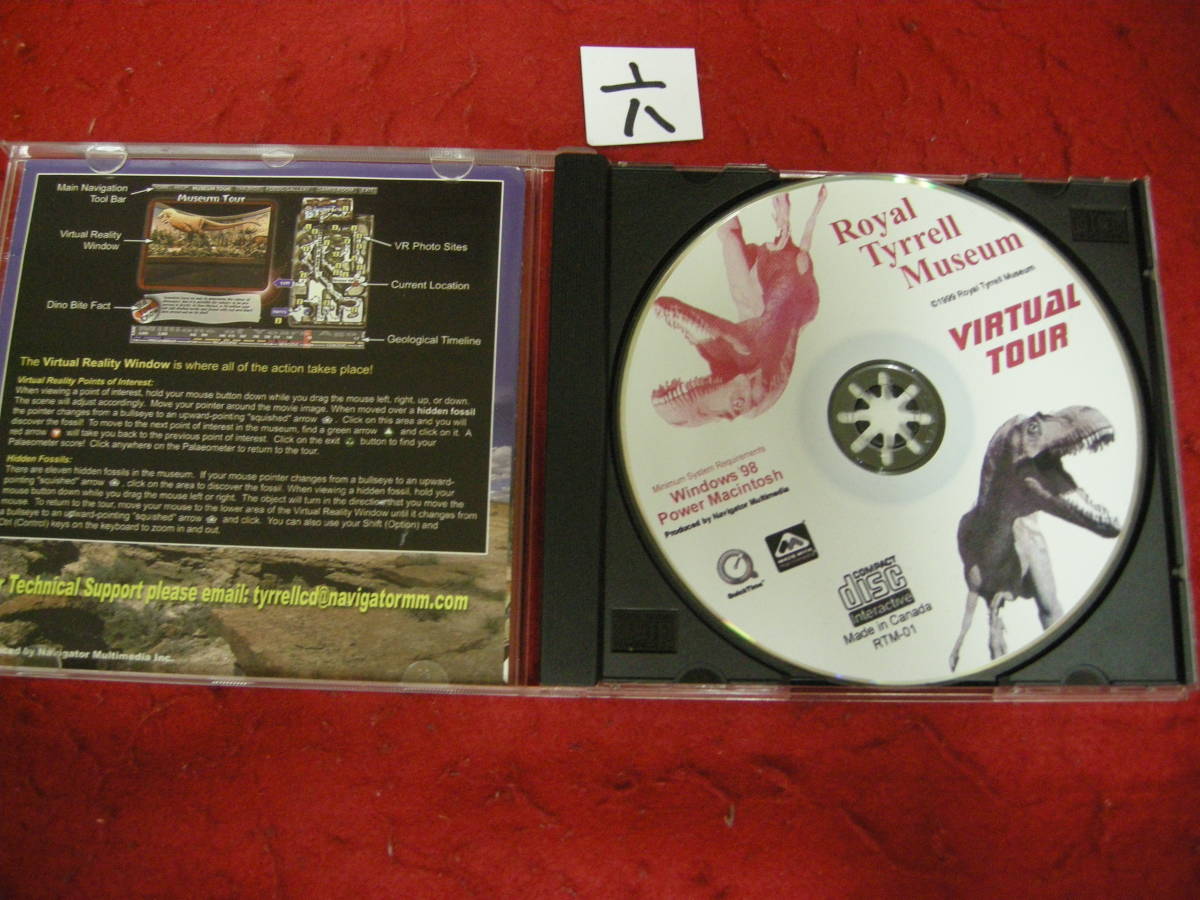 六
Main Navigation
Tool Bar
MUSEUM TOUR
EXIT
Museum Tour
Virtual Reality
Window
VR Photo Sites
Current Location
Dino Bite Fact
Geological Timeline
The Virtual Reality Window is where all of the action takes place!
Virtual Reality Points of Interest:
When viewing a point of interest, hold your mouse button down while you drag the mouse left, right, up, or down.
The scene will adjust accordingly. Move your pointer around the movie image. When moved over a hidden fossil
the pointer changes from a bullseye to an upward-pointing "squished" arrow . Click on this area and you will
discover the fossil! To move to the next point of interest in the museum, find a green arrow and click on it. A
red arrow will take you back to the previous point of interest. Click on the exit button to find your
Palaeometer score! Click anywhere on the Palaeometer to return to the tour.
Hidden Fossils:
There are eleven hidden fossils in the museum. If your mouse pointer changes from a bullseye to an upward-
pointing "squished" arrow , click on the area to discover the fossil. When viewing a hidden fossil, hold your
mouse button down while you drag the mouse left or right. The object will turn in the direction that you move the
mouse. To return to the tour, move your mouse to the lower area of the Virtual Reality Window until it changes from
a bullseye to an upward-pointing "squished" arrow and click. You can also use your Shift (Option) and
Ctrl (Control) keys on the keyboard to zoom in and out.
r Technical Support please email: tyrrellcd@navigatormm.com
ced by Navigator Multimedia Inc.
Royal
Tyrrell
Museum
©1999 Royal Tyrrell Museum
VIRTUAL
TOUR
Minimum System Requirements
Windows '98
Power Macintosh
Produced by Navigator Multimedia
QuickTime
COMPACT
disc
Interactive
Made in Canada
RTM-01